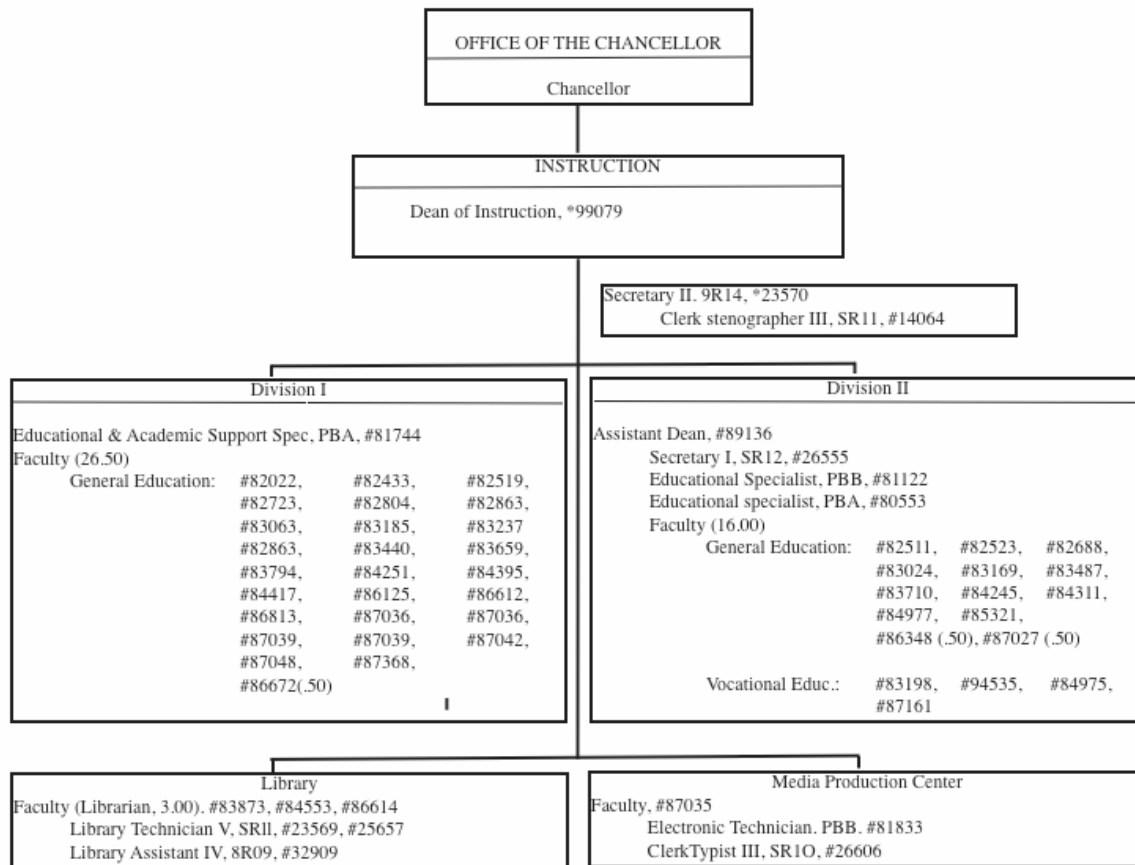 OFFICE OF THE CHANCELLOR
Chancellor
INSTRUCTION
Dean of Instruction, *99079
Secretary II. 9R14, *23570
Clerk stenographer III, SR11, #14064
Division I
Educational & Academic Support Spec, PBA, #81744
Faculty (26.50)
General Education: #82022, #82433, #82519,
#82723, #82804, #82863,
#83063, #83185, #83237
#82863, #83440, #83659,
#83794, #84251, #84395,
#84417, #86125, #86612,
#86813, #87036, #87036,
#87039, #87039, #87042,
#87048, #87368,
#86672(.50)
Division II
Assistant Dean, #89136
Secretary I, SR12, #26555
Educational Specialist, PBB, #81122
Educational specialist, PBA, #80553
Faculty (16.00)
General Education: #82511, #82523, #82688,
#83024, #83169, #83487,
#83710, #84245, #84311,
#84977, #85321,
#86348 (.50), #87027 (.50)
Vocational Educ.: #83198, #94535, #84975,
#87161
Library
Faculty (Librarian, 3.00). #83873, #84553, #86614
Library Technician V, SRll, #23569, #25657
Library Assistant IV, 8R09, #32909
Media Production Center
Faculty, #87035
Electronic Technician. PBB. #81833
ClerkTypist III, SR1O, #26606